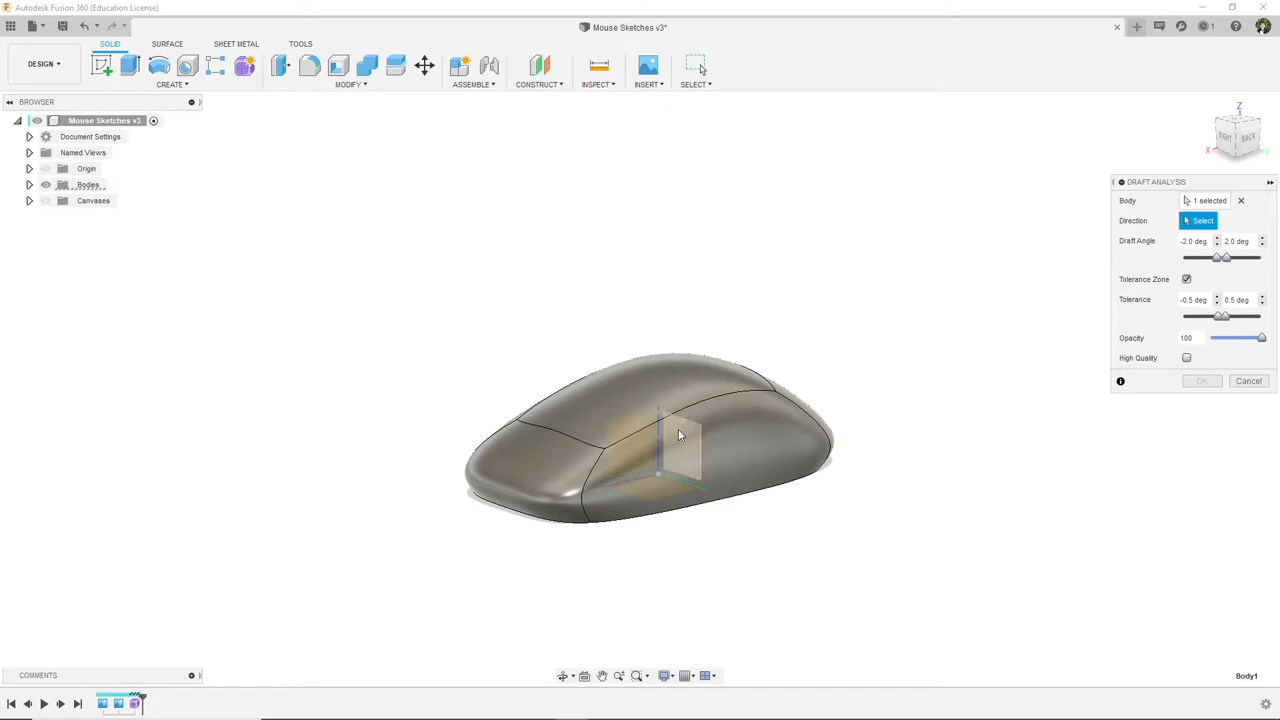 Autodesk Fusion 360 (Education License)
Mouse Sketches v3*
1
SOLID SURFACE SHEET METAL TOOLS
DESIGN
CREATE MODIFY ASSEMBLE CONSTRUCT INSPECT INSERT SELECT
BROWSER
Mouse Sketches v3
Document Settings
Named Views
Origin
Bodies
Canvases
Z
RIGHT BACK
X Y
DRAFT ANALYSIS
Body 1 selected
Direction Select
Draft Angle -2.0 deg 2.0 deg
Tolerance Zone
Tolerance -0.5 deg 0.5 deg
Opacity 100
High Quality
OK Cancel
COMMENTS
Body1